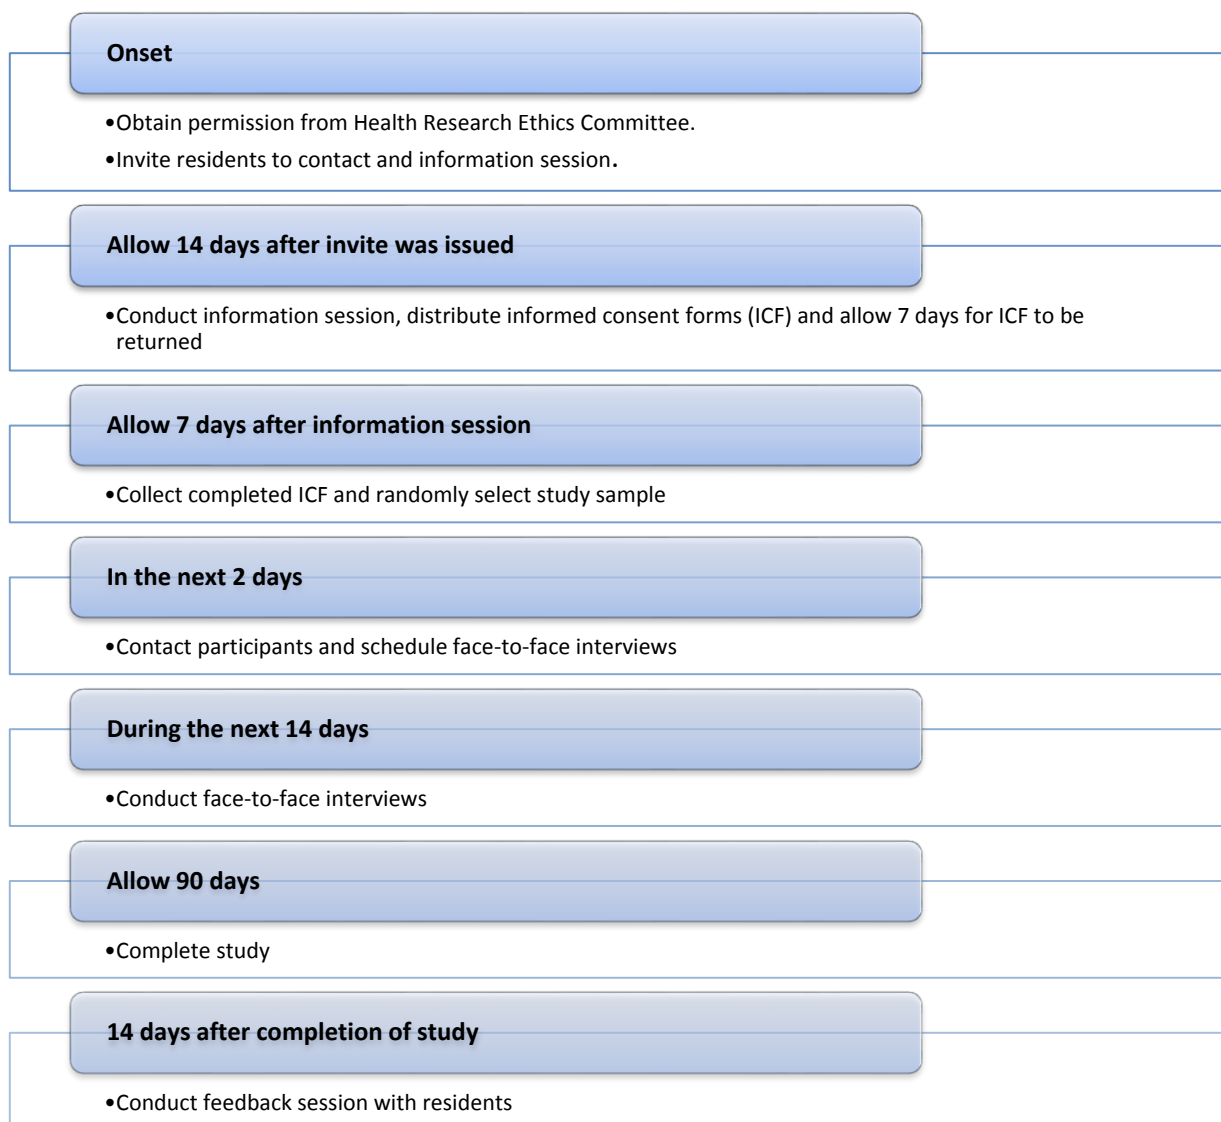 Onset
•Obtain permission from Health Research Ethics Committee.
•Invite residents to contact and information session.
Allow 14 days after invite was issued
•Conduct information session, distribute informed consent forms (ICF) and allow 7 days for ICF to be
returned
Allow 7 days after information session
•Collect completed ICF and randomly select study sample
In the next 2 days
•Contact participants and schedule face-to-face interviews
During the next 14 days
•Conduct face-to-face interviews
Allow 90 days
•Complete study
14 days after completion of study
•Conduct feedback session with residents